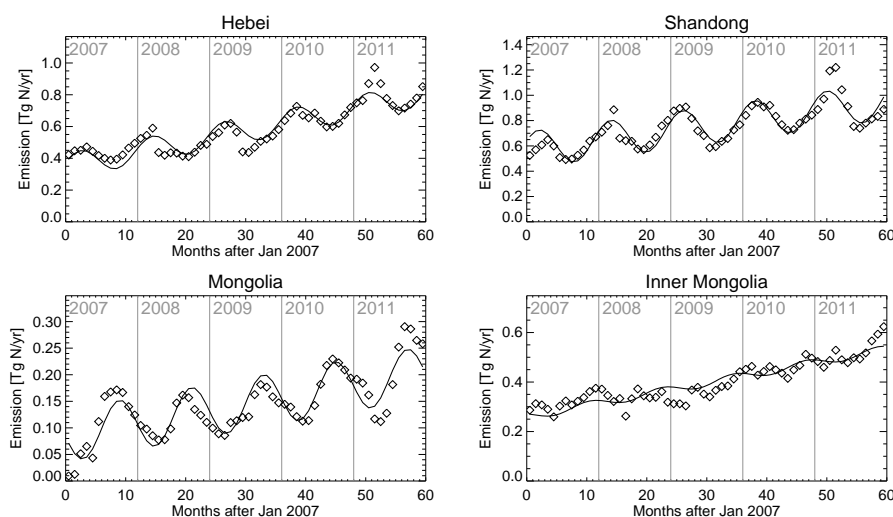 Hebei
2007 2008 2009 2010 2011
Emission [Tg N/yr]
1.0
0.8
0.6
0.4
0.2
0.0
0 10 20 30 40 50 60
Months after Jan 2007
Shandong
2007 2008 2009 2010 2011
Emission [Tg N/yr]
1.4
1.2
1.0
0.8
0.6
0.4
0.2
0.0
0 10 20 30 40 50 60
Months after Jan 2007
Mongolia
2007 2008 2009 2010 2011
Emission [Tg N/yr]
0.30
0.25
0.20
0.15
0.10
0.05
0.00
0 10 20 30 40 50 60
Months after Jan 2007
Inner Mongolia
2007 2008 2009 2010 2011
Emission [Tg N/yr]
0.6
0.4
0.2
0.0
0 10 20 30 40 50 60
Months after Jan 2007